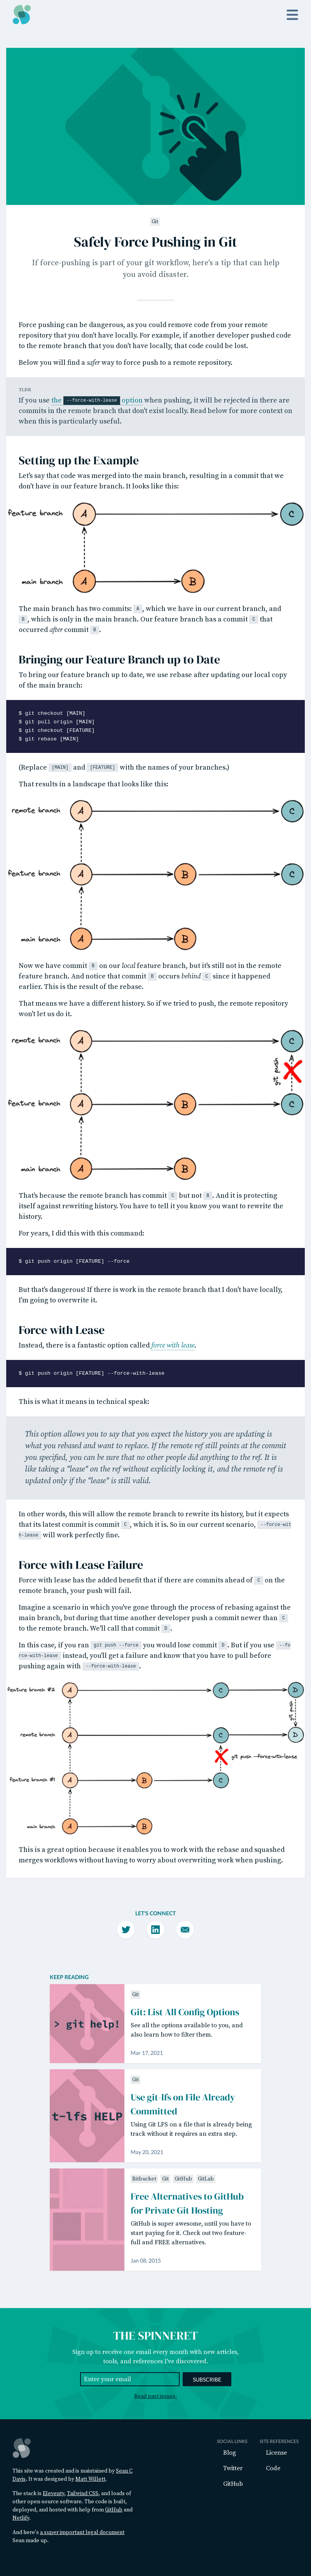 Git
Safely Force Pushing in Git
If force-pushing is part of your git workflow, here's a tip that can help
you avoid disaster.
Force pushing can be dangerous, as you could remove code from your remote
repository that you don't have locally. For example, if another developer pushed code
to the remote branch that you don't have locally, that code could be lost.
Below you will find a safer way to force push to a remote repository.
TL;DR
If you use the --force-with-lease option when pushing, it will be rejected in there are
commits in the remote branch that don't exist locally. Read below for more context on
when this is particularly useful.
Setting up the Example
Let's say that code was merged into the main branch, resulting in a commit that we
don't have in our feature branch. It looks like this:
feature branch A C
main branch A B
The main branch has two commits: A , which we have in our current branch, and
B , which is only in the main branch. Our feature branch has a commit C that
occurred after commit B .
Bringing our Feature Branch up to Date
To bring our feature branch up to date, we use rebase after updating our local copy
of the main branch:
$ git checkout [MAIN]
$ git pull origin [MAIN]
$ git checkout [FEATURE]
$ git rebase [MAIN]
(Replace [MAIN] and [FEATURE] with the names of your branches.)
That results in a landscape that looks like this:
remote branch A C
feature branch A B C
main branch A B
Now we have commit B on our local feature branch, but it's still not in the remote
feature branch. And notice that commit B occurs behind C since it happened
earlier. This is the result of the rebase.
That means we have a different history. So if we tried to push, the remote repository
won't let us do it.
remote branch A C
git push
feature branch A B C
main branch A B
That's because the remote branch has commit C but not B . And it is protecting
itself against rewriting history. You have to tell it you know you want to rewrite the
history.
For years, I did this with this command:
$ git push origin [FEATURE] --force
But that's dangerous! If there is work in the remote branch that I don't have locally,
I'm going to overwrite it.
Force with Lease
Instead, there is a fantastic option called force with lease.
$ git push origin [FEATURE] --force-with-lease
This is what it means in technical speak:
This option allows you to say that you expect the history you are updating is
what you rebased and want to replace. If the remote ref still points at the commit
you specified, you can be sure that no other people did anything to the ref. It is
like taking a "lease" on the ref without explicitly locking it, and the remote ref is
updated only if the "lease" is still valid.
In other words, this will allow the remote branch to rewrite its history, but it expects
that its latest commit is commit C , which it is. So in our current scenario, --force-wit
h-lease will work perfectly fine.
Force with Lease Failure
Force with lease has the added benefit that if there are commits ahead of C on the
remote branch, your push will fail.
Imagine a scenario in which you've gone through the process of rebasing against the
main branch, but during that time another developer push a commit newer than C
to the remote branch. We'll call that commit D .
In this case, if you ran git push --force you would lose commit D . But if you use --fo
rce-with-lease instead, you'll get a failure and know that you have to pull before
pushing again with --force-with-lease .
feature branch #2 A C D
git push
remote branch A C D
git push --force-with-lease
feature branch #1 A B C
main branch A B
This is a great option because it enables you to work with the rebase and squashed
merges workflows without having to worry about overwriting work when pushing.
LET'S CONNECT
KEEP READING
> git help!
Git
Git: List All Config Options
See all the options available to you, and
also learn how to filter them.
Mar 17, 2021
t-lfs HELP
Git
Use git-lfs on File Already
Committed
Using Git LFS on a file that is already being
track without it requires an extra step.
May 20, 2021
Bitbucket Git GitHub GitLab
Free Alternatives to GitHub
for Private Git Hosting
GitHub is super awesome, until you have to
start paying for it. Check out two feature-
full and FREE alternatives.
Jan 08, 2015
THE SPINNERET
Sign up to receive one email every month with new articles,
tools, and references I've discovered.
Enter your email SUBSCRIBE
Read past issues.
This site was created and is maintained by Sean C
Davis. It was designed by Matt Willett.
The stack is Eleventy, Tailwind CSS, and loads of
other open-source software. The code is built,
deployed, and hosted with help from GitHub and
Netlify.
And here's a super important legal document
Sean made up.
SOCIAL LINKS
Blog
Twitter
GitHub
SITE REFERENCES
License
Code